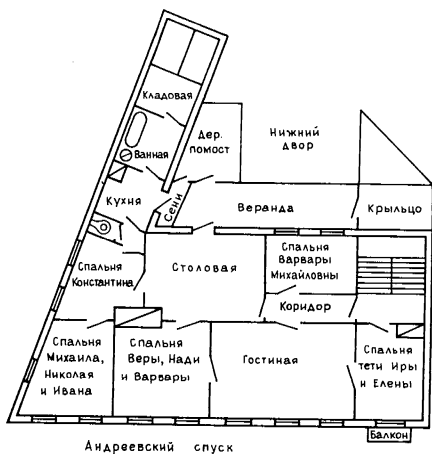 Кладовая
Ванная
Дер.
помост
Нижний
двор
Кухня
Сени
Веранда
Крыльцо
Спальня
Константина
Столовая
Спальня
Варвары
Михайловны
Коридор
Спальня
Михаила,
Николая
и Ивана
Спальня
Веры, Нади
и Варвары
Гостиная
Спальня
тети Иры
и Елены
Балкон
Андреевский спуск